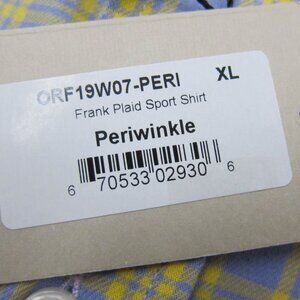 ORF19W07-PERI XL
Frank Plaid Sport Shirt
Periwinkle
6 70533 02930 6